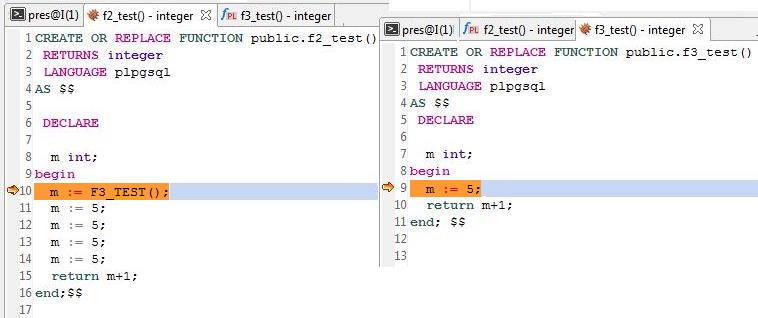 pres@I(1) f2_test() - integer fPL f3_test() - integer
1 CREATE OR REPLACE FUNCTION public.f2_test()
2 RETURNS integer
3 LANGUAGE plpgsql
4 AS $$
5
6 DECLARE
7
8 m int;
9 begin
10 m := F3_TEST();
11 m := 5;
12 m := 5;
13 m := 5;
14 m := 5;
15 return m+1;
16 end;$$
17
pres@I(1) fPL f2_test() - integer f3_test() - integer
1 CREATE OR REPLACE FUNCTION public.f3_test()
2 RETURNS integer
3 LANGUAGE plpgsql
4 AS $$
5 DECLARE
6
7 m int;
8 begin
9 m := 5;
10 return m+1;
11 end; $$
12
13